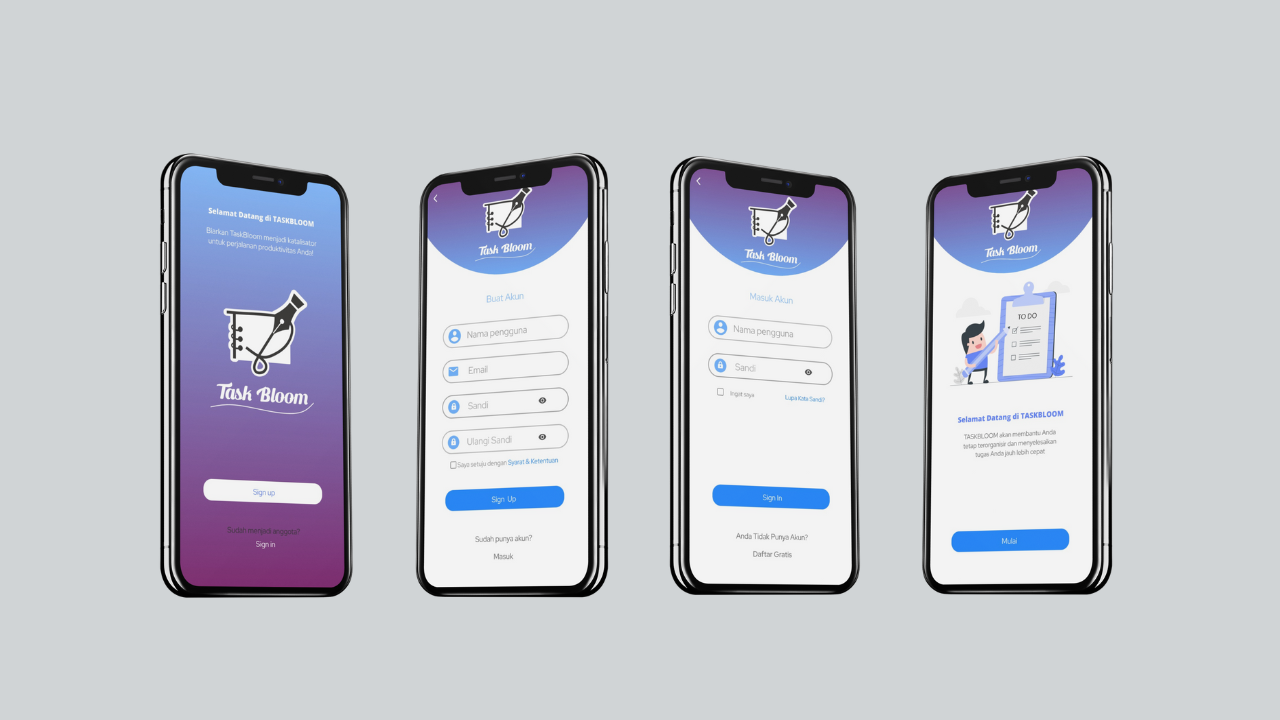 Selamat Datang di TASKBLOOM
Biarkan TaskBloom menjadi katalisator
untuk perjalanan produktivitas Anda!
Task Bloom
Sign up
Sudah menjadi anggota?
Sign in
Task Bloom
Buat Akun
Nama pengguna
Email
Sandi
Ulangi Sandi
Saya setuju dengan Syarat & Ketentuan
Sign Up
Sudah punya akun?
Masuk
Task Bloom
Masuk Akun
Nama pengguna
Sandi
Ingat saya
Lupa Kata Sandi?
Sign In
Anda Tidak Punya Akun?
Daftar Gratis
Task Bloom
TO DO
Selamat Datang di TASKBLOOM
TASKBLOOM akan membantu Anda
tetap terorganisir dan menyelesaikan
tugas Anda jauh lebih cepat
Mulai